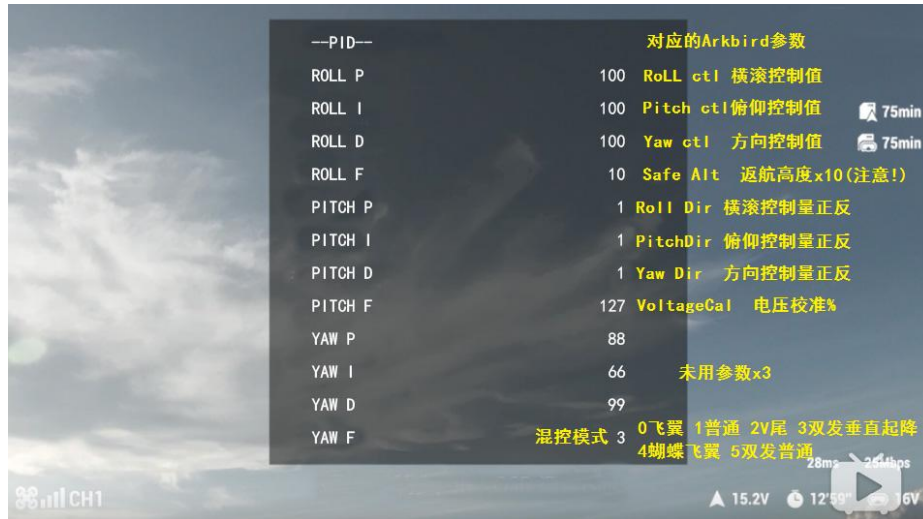 --PID-- 对应的Arkbird参数
ROLL P 100 RoLL ctl 横滚控制值
ROLL I 100 Pitch ctl俯仰控制值 75min
ROLL D 100 Yaw ctl 方向控制值 75min
ROLL F 10 Safe Alt 返航高度x10(注意!)
PITCH P 1 Roll Dir 横滚控制量正反
PITCH I 1 PitchDir 俯仰控制量正反
PITCH D 1 Yaw Dir 方向控制量正反
PITCH F 127 VoltageCal 电压校准%
YAW P 88
YAW I 66 未用参数x3
YAW D 99
YAW F 混控模式 3 0飞翼 1普通 2V尾 3双发垂直起降
4蝴蝶飞翼 5双发普通
28ms 25Mbps
CH1 15.2V 12'59" 16V